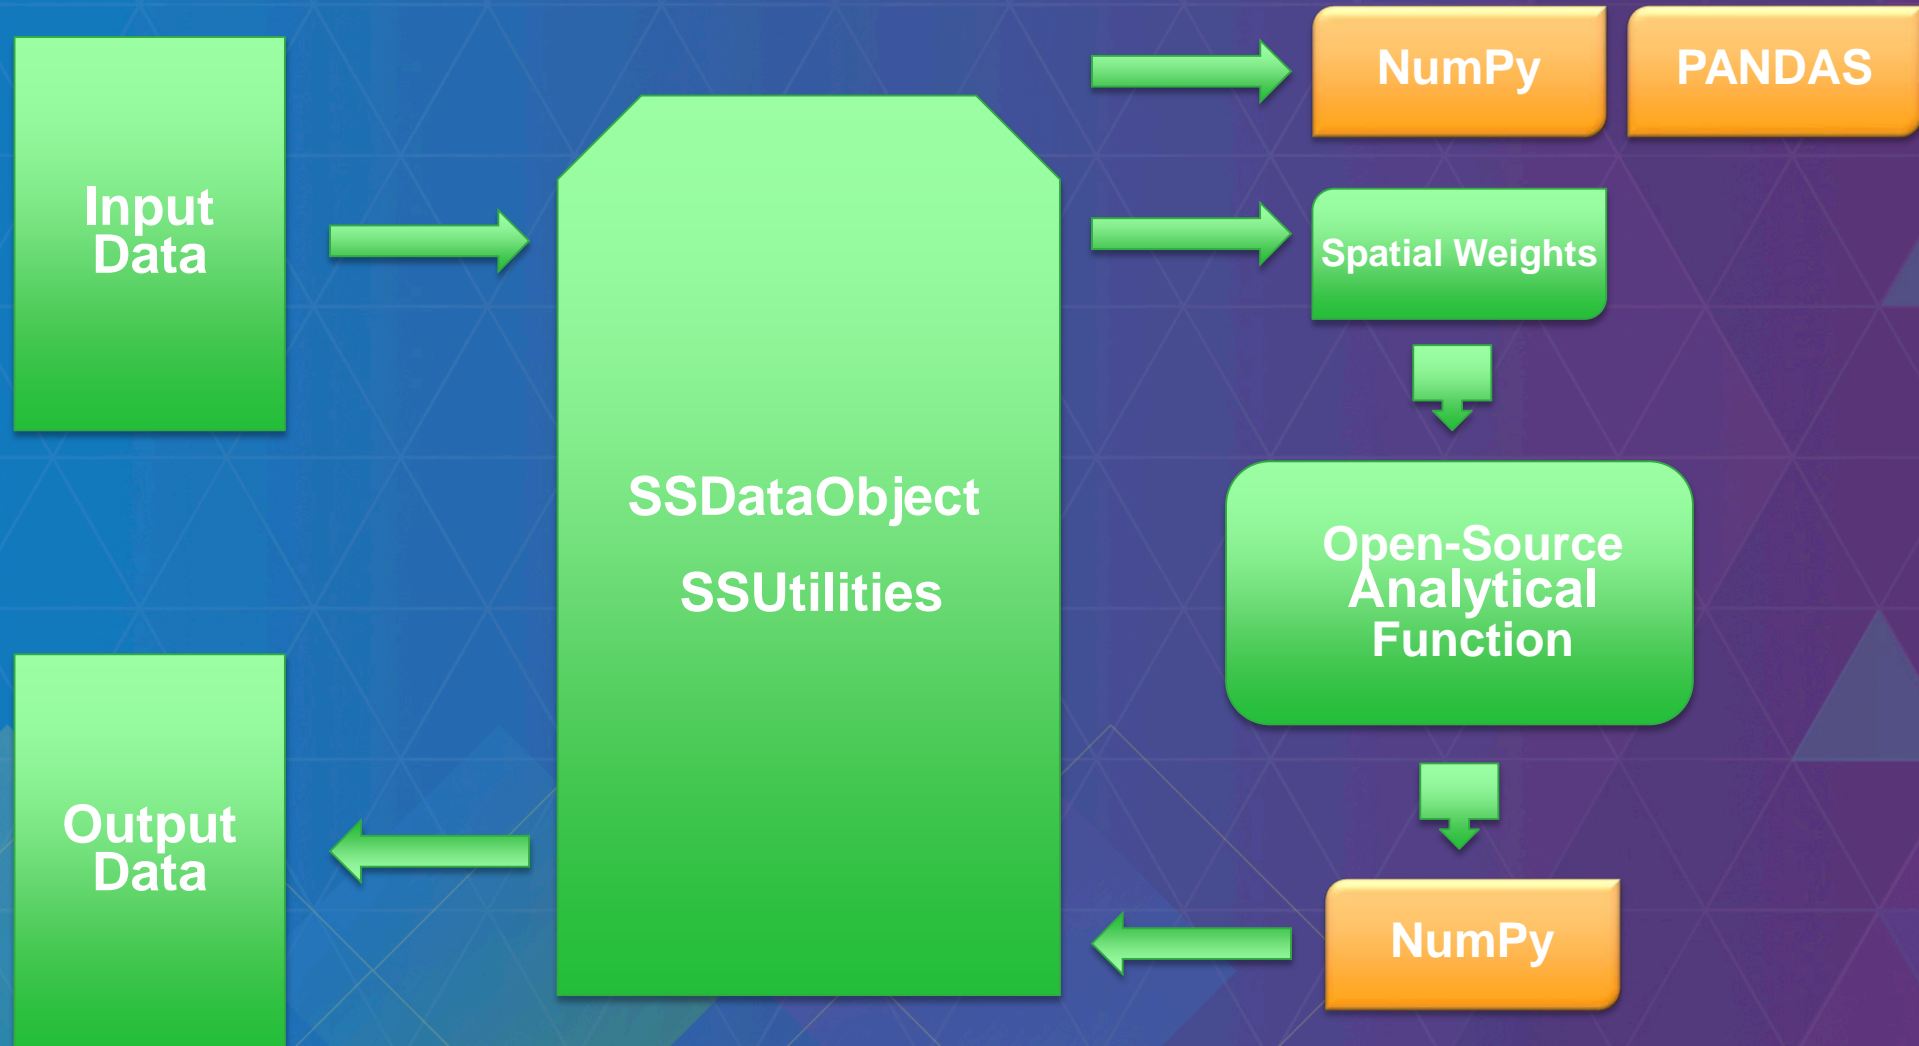 Input
Data
SSDataObject
SSUtilities
NumPy
PANDAS
Spatial Weights
Open-Source
Analytical
Function
NumPy
Output
Data